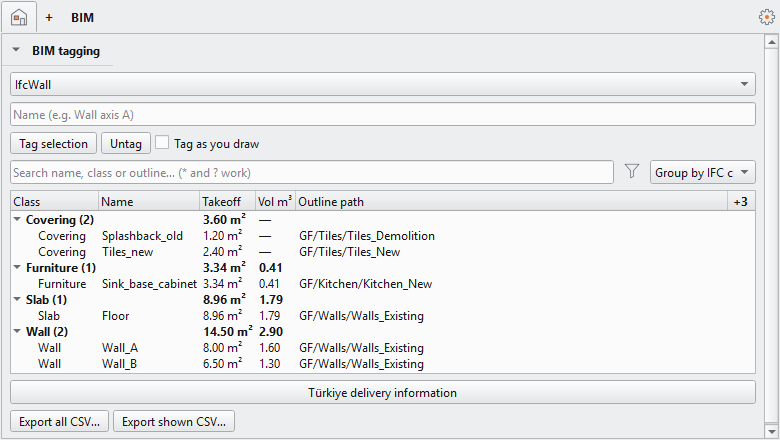 + BIM
BIM tagging
IfcWall
Name (e.g. Wall axis A)
Tag selection Untag Tag as you draw
Search name, class or outline... (* and ? work) Group by IFC c
Class Name Takeoff Vol m³ Outline path +3
Covering (2) 3.60 m² —
Covering Splashback_old 1.20 m² — GF/Tiles/Tiles_Demolition
Covering Tiles_new 2.40 m² — GF/Tiles/Tiles_New
Furniture (1) 3.34 m² 0.41
Furniture Sink_base_cabinet 3.34 m² 0.41 GF/Kitchen/Kitchen_New
Slab (1) 8.96 m² 1.79
Slab Floor 8.96 m² 1.79 GF/Walls/Walls_Existing
Wall (2) 14.50 m² 2.90
Wall Wall_A 8.00 m² 1.60 GF/Walls/Walls_Existing
Wall Wall_B 6.50 m² 1.30 GF/Walls/Walls_Existing
Türkiye delivery information
Export all CSV... Export shown CSV...